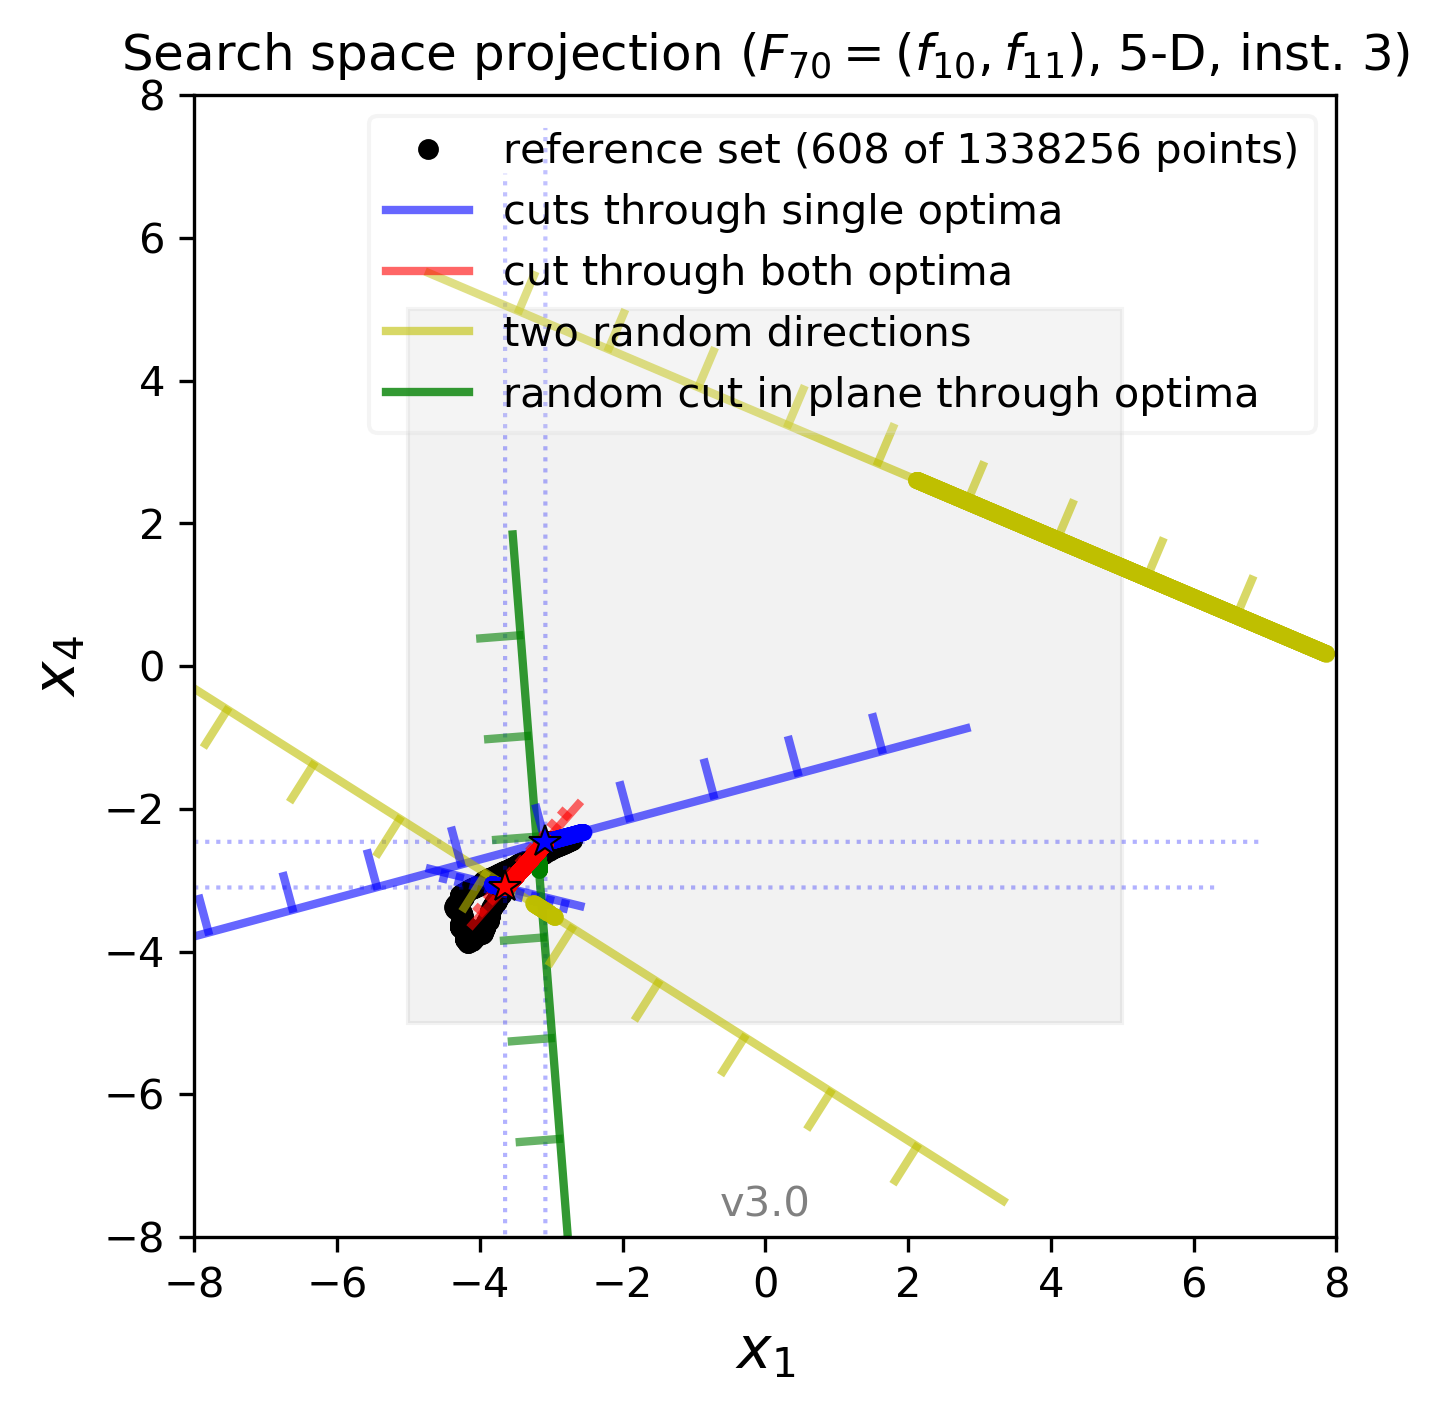 Search space projection (F₇₀ = (f₁₀, f₁₁), 5-D, inst. 3)
reference set (608 of 1338256 points)
cuts through single optima
cut through both optima
two random directions
random cut in plane through optima
8
6
4
2
0
−2
−4
−6
−8
x₄
v3.0
−8 −6 −4 −2 0 2 4 6 8
x₁